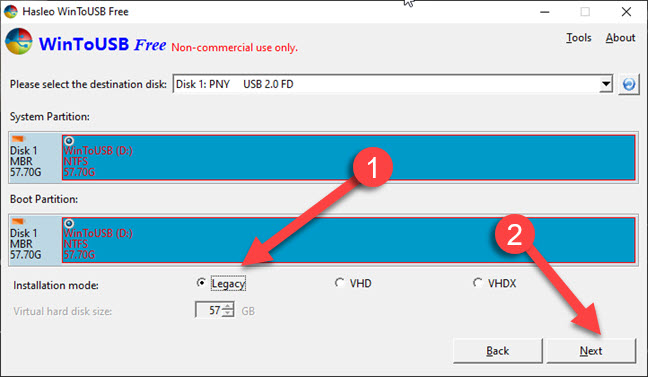 Hasleo WinToUSB Free
WinToUSB Free Non-commercial use only.
Tools About
Please select the destination disk: Disk 1: PNY USB 2.0 FD
System Partition:
Disk 1
MBR
57.70G
WinToUSB (D:)
NTFS
57.70G
1
Boot Partition:
Disk 1
MBR
57.70G
WinToUSB (D:)
NTFS
57.70G
2
Installation mode: Legacy VHD VHDX
Virtual hard disk size: 57 GB
Back Next